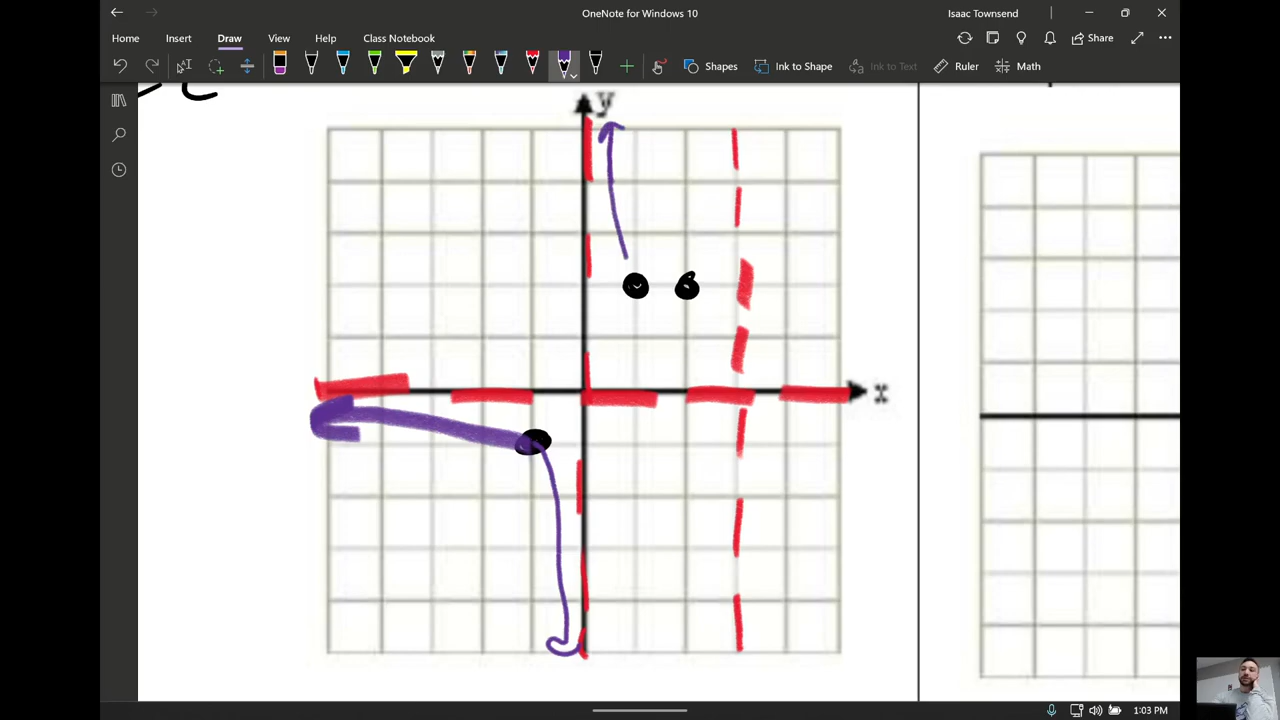 OneNote for Windows 10
Isaac Townsend
Home Insert Draw View Help Class Notebook
Share
Shapes Ink to Shape Ink to Text Ruler Math
y
x
1:03 PM